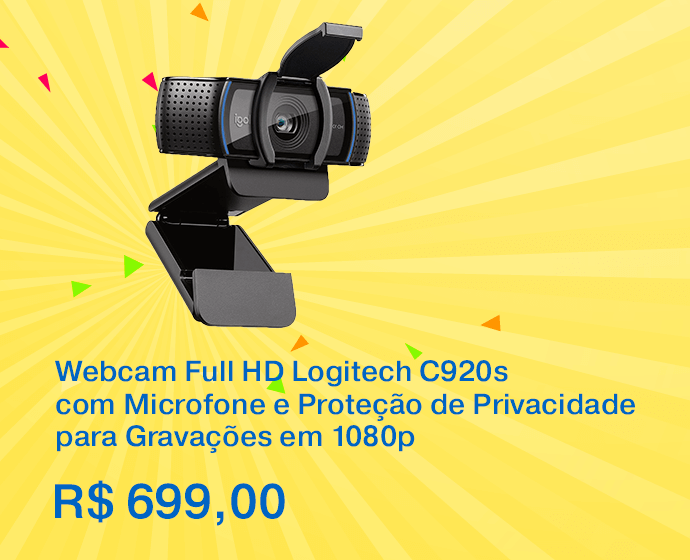 Webcam Full HD Logitech C920s
com Microfone e Proteção de Privacidade
para Gravações em 1080p
R$ 699,00